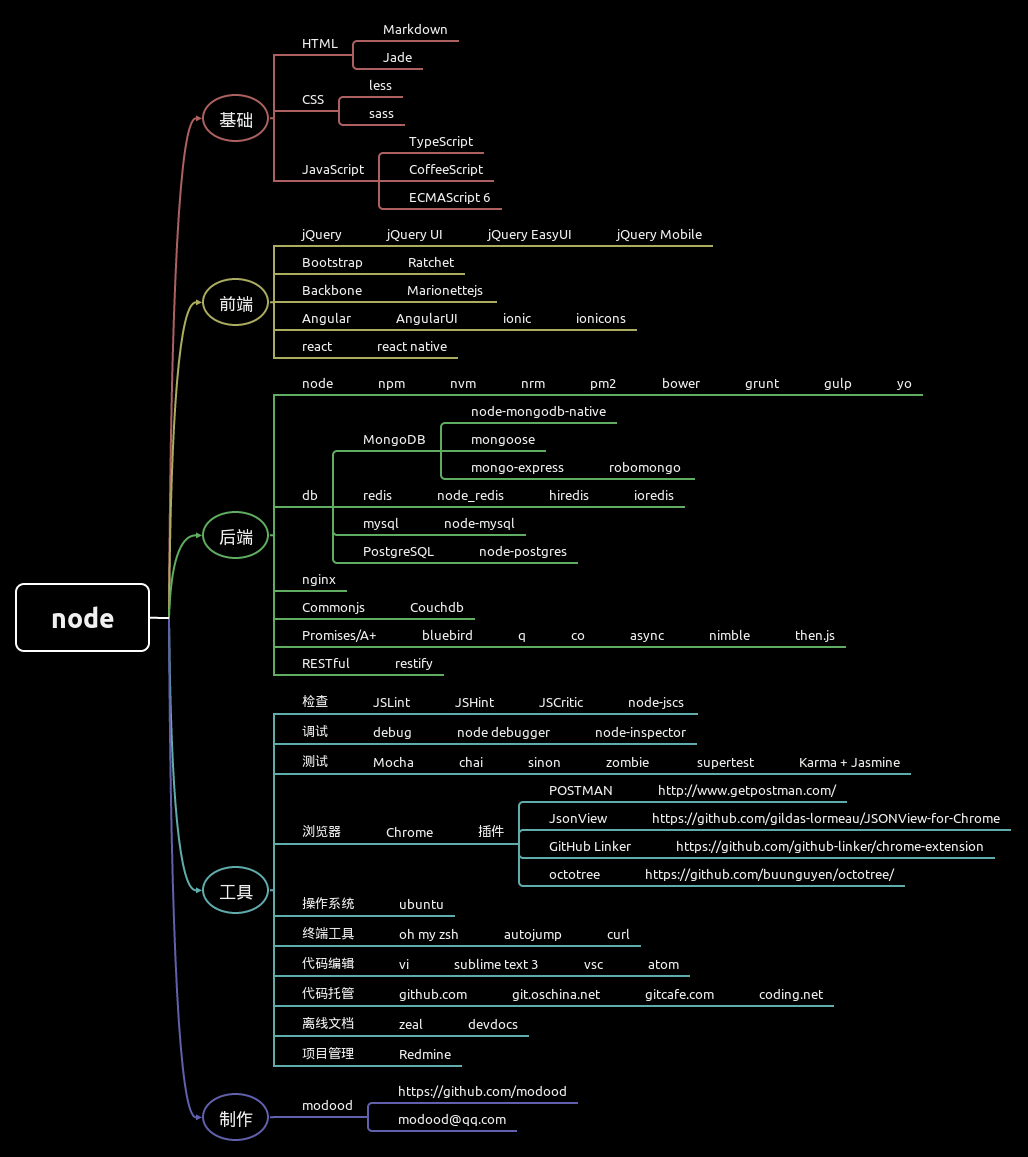 node
基础
HTML
Markdown
Jade
CSS
less
sass
JavaScript
TypeScript
CoffeeScript
ECMAScript 6
前端
jQuery jQuery UI jQuery EasyUI jQuery Mobile
Bootstrap Ratchet
Backbone Marionettejs
Angular AngularUI ionic ionicons
react react native
后端
node npm nvm nrm pm2 bower grunt gulp yo
db
MongoDB
node-mongodb-native
mongoose
mongo-express robomongo
redis node_redis hiredis ioredis
mysql node-mysql
PostgreSQL node-postgres
nginx
Commonjs Couchdb
Promises/A+ bluebird q co async nimble then.js
RESTful restify
工具
检查 JSLint JSHint JSCritic node-jscs
调试 debug node debugger node-inspector
测试 Mocha chai sinon zombie supertest Karma + Jasmine
浏览器 Chrome 插件
POSTMAN http://www.getpostman.com/
JsonView https://github.com/gildas-lormeau/JSONView-for-Chrome
GitHub Linker https://github.com/github-linker/chrome-extension
octotree https://github.com/buunguyen/octotree/
操作系统 ubuntu
终端工具 oh my zsh autojump curl
代码编辑 vi sublime text 3 vsc atom
代码托管 github.com git.oschina.net gitcafe.com coding.net
离线文档 zeal devdocs
项目管理 Redmine
制作
modood
https://github.com/modood
modood@qq.com